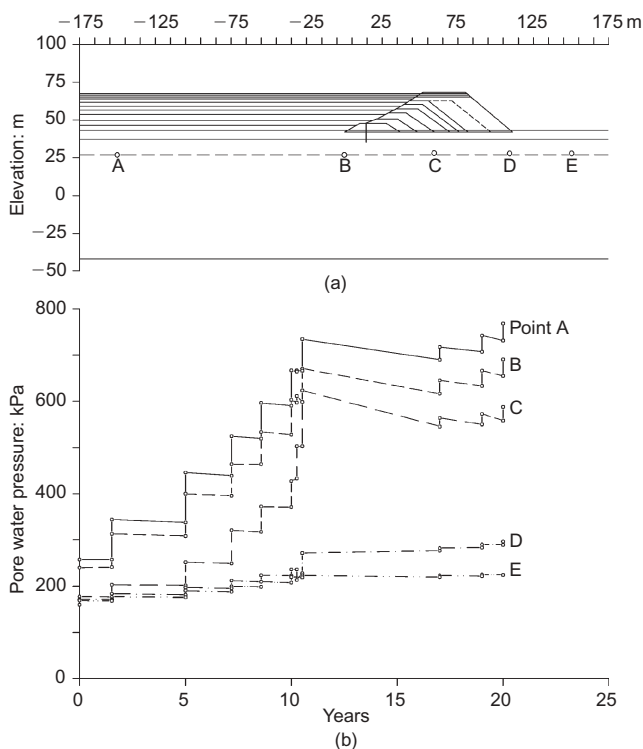 −175 −125 −75 −25 25 75 125 175 m
100
75
50
25
0
−25
−50
Elevation: m
A B C D E
(a)
800
600
400
200
0
Pore water pressure: kPa
Point A
B
C
D
E
0 5 10 15 20 25
Years
(b)